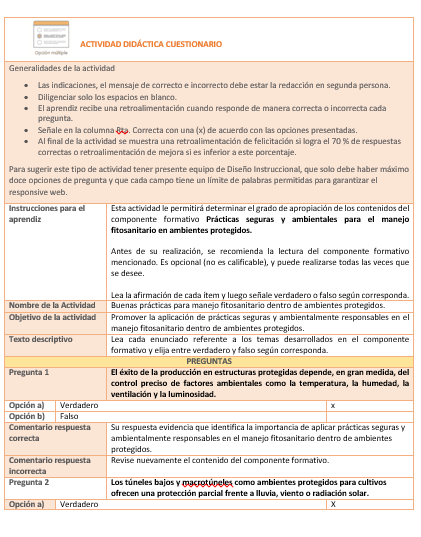 Opción múltiple
ACTIVIDAD DIDÁCTICA CUESTIONARIO
Generalidades de la actividad
• Las indicaciones, el mensaje de correcto e incorrecto debe estar la redacción en segunda persona.
• Diligenciar solo los espacios en blanco.
• El aprendiz recibe una retroalimentación cuando responde de manera correcta o incorrecta cada
pregunta.
• Señale en la columna Rta. Correcta con una (x) de acuerdo con las opciones presentadas.
• Al final de la actividad se muestra una retroalimentación de felicitación si logra el 70 % de respuestas
correctas o retroalimentación de mejora si es inferior a este porcentaje.
Para sugerir este tipo de actividad tener presente equipo de Diseño Instruccional, que solo debe haber máximo
doce opciones de pregunta y que cada campo tiene un límite de palabras permitidas para garantizar el
responsive web.
Instrucciones para el
aprendiz
Esta actividad le permitirá determinar el grado de apropiación de los contenidos del
componente formativo Prácticas seguras y ambientales para el manejo
fitosanitario en ambientes protegidos.
Antes de su realización, se recomienda la lectura del componente formativo
mencionado. Es opcional (no es calificable), y puede realizarse todas las veces que
se desee.
Lea la afirmación de cada ítem y luego señale verdadero o falso según corresponda.
Nombre de la Actividad
Buenas prácticas para manejo fitosanitario dentro de ambientes protegidos.
Objetivo de la actividad
Promover la aplicación de prácticas seguras y ambientalmente responsables en el
manejo fitosanitario dentro de ambientes protegidos.
Texto descriptivo
Lea cada enunciado referente a los temas desarrollados en el componente
formativo y elija entre verdadero y falso según corresponda.
PREGUNTAS
Pregunta 1
El éxito de la producción en estructuras protegidas depende, en gran medida, del
control preciso de factores ambientales como la temperatura, la humedad, la
ventilación y la luminosidad.
Opción a) Verdadero x
Opción b) Falso
Comentario respuesta
correcta
Su respuesta evidencia que identifica la importancia de aplicar prácticas seguras y
ambientalmente responsables en el manejo fitosanitario dentro de ambientes
protegidos.
Comentario respuesta
incorrecta
Revise nuevamente el contenido del componente formativo.
Pregunta 2
Los túneles bajos y macrotúneles como ambientes protegidos para cultivos
ofrecen una protección parcial frente a lluvia, viento o radiación solar.
Opción a) Verdadero X